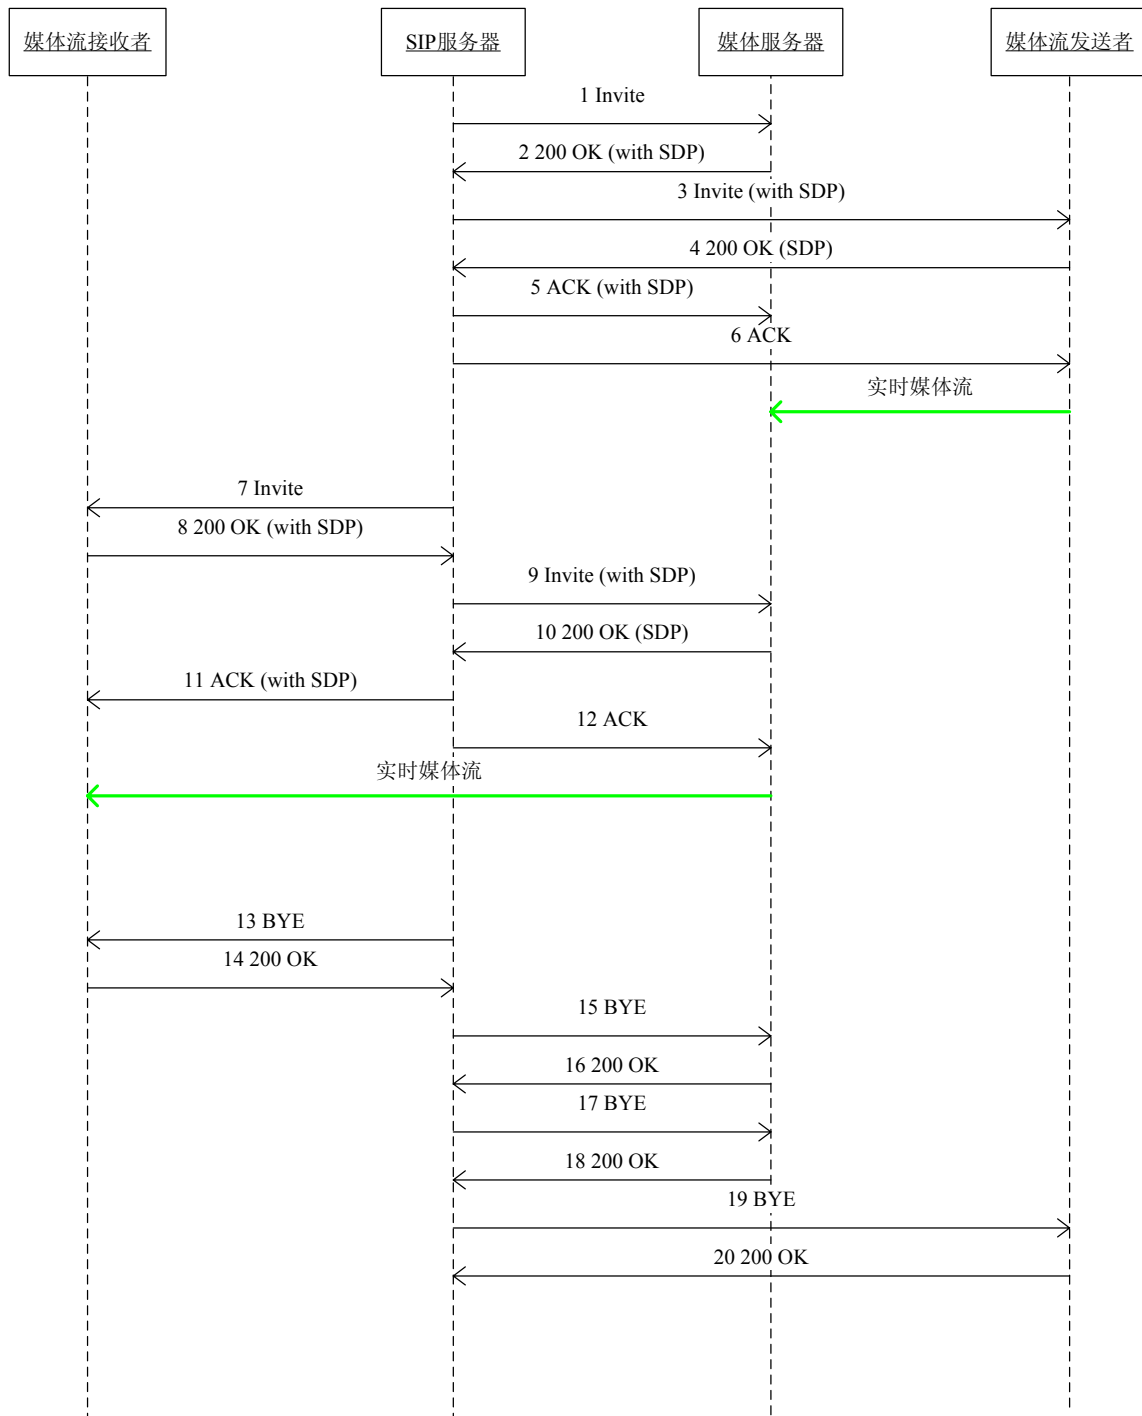 媒体流接收者
SIP服务器
媒体服务器
媒体流发送者
1 Invite
2 200 OK (with SDP)
3 Invite (with SDP)
4 200 OK (SDP)
5 ACK (with SDP)
6 ACK
实时媒体流
7 Invite
8 200 OK (with SDP)
9 Invite (with SDP)
10 200 OK (SDP)
11 ACK (with SDP)
12 ACK
实时媒体流
13 BYE
14 200 OK
15 BYE
16 200 OK
17 BYE
18 200 OK
19 BYE
20 200 OK